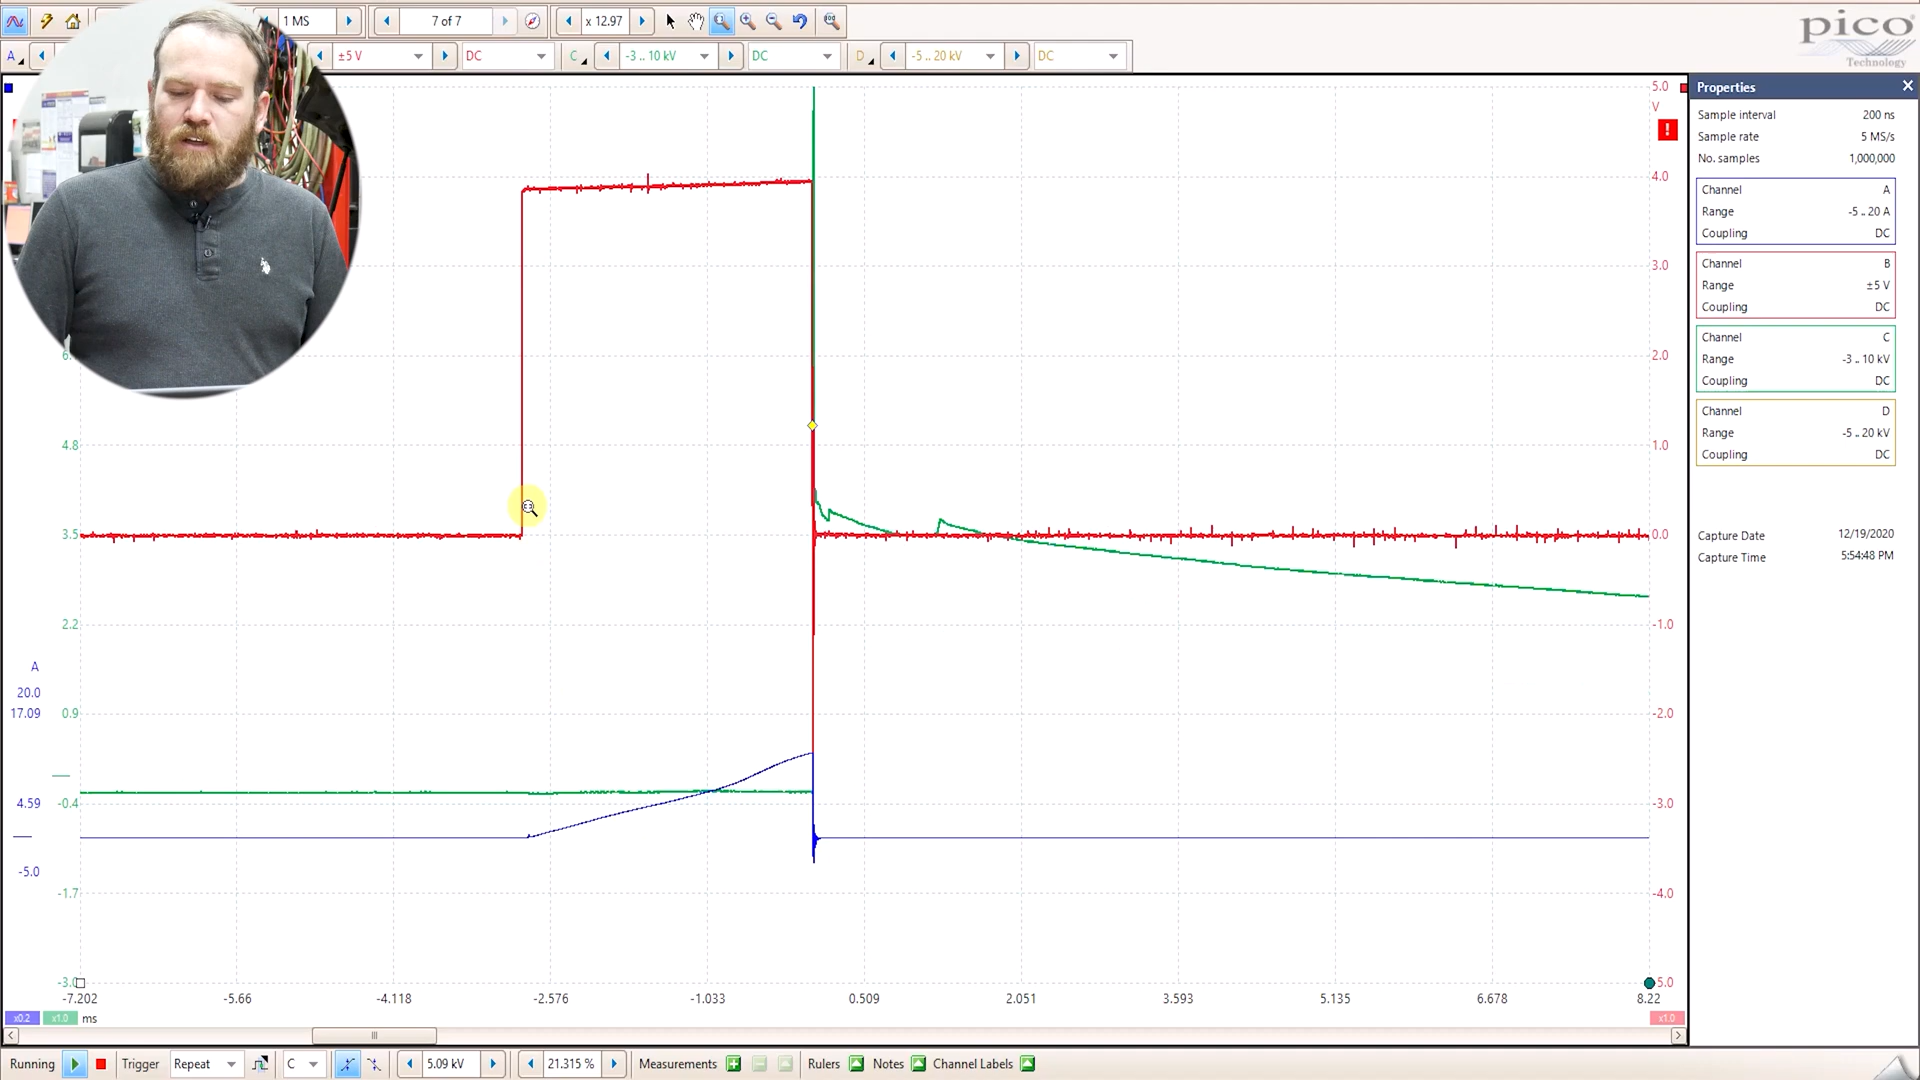 1 MS
7 of 7
x 12.97
pico
Technology
A
±5 V
DC
C
-3 .. 10 kV
DC
D
-5 .. 20 kV
DC
Properties
Sample interval 200 ns
Sample rate 5 MS/s
No. samples 1,000,000
Channel A
Range -5 .. 20 A
Coupling DC
Channel B
Range ±5 V
Coupling DC
Channel C
Range -3 .. 10 kV
Coupling DC
Channel D
Range -5 .. 20 kV
Coupling DC
Capture Date 12/19/2020
Capture Time 5:54:48 PM
5.0
V
!
4.0
3.0
2.0
4.8
1.0
3.5
0.0
2.2
-1.0
A
20.0
17.09
0.9
-2.0
4.59
-0.4
-3.0
-5.0
-1.7
-4.0
-3.0
5.0
-7.202
-5.66
-4.118
-2.576
-1.033
0.509
2.051
3.593
5.135
6.678
8.22
x0.2
x1.0
ms
x1.0
Running
Trigger
Repeat
C
5.09 kV
21.315 %
Measurements
Rulers
Notes
Channel Labels